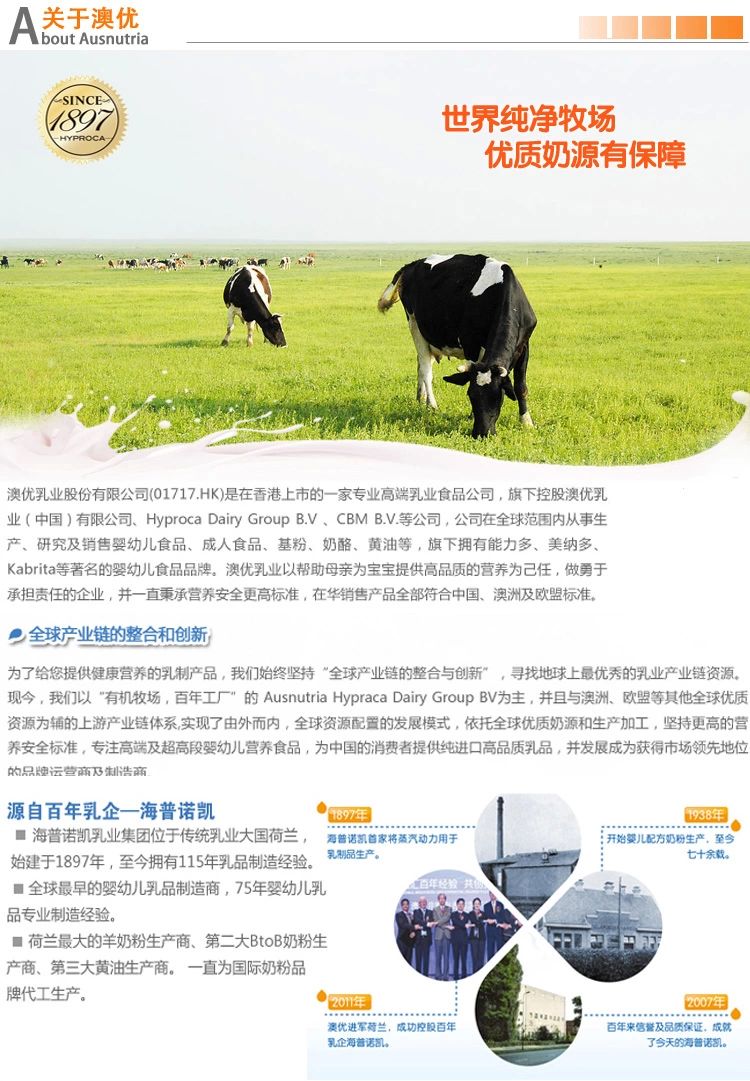 关于澳优
About Ausnutria
SINCE
1897
HYPROCA
世界纯净牧场
优质奶源有保障
澳优乳业股份有限公司(01717.HK)是在香港上市的一家专业高端乳业食品公司，旗下控股澳优乳
业（中国）有限公司、Hyproca Dairy Group B.V 、CBM B.V.等公司，公司在全球范围内从事生
产、研究及销售婴幼儿食品、成人食品、基粉、奶酪、黄油等，旗下拥有能力多、美纳多、
Kabrita等著名的婴幼儿食品品牌。澳优乳业以帮助母亲为宝宝提供高品质的营养为己任，做勇于
承担责任的企业，并一直秉承营养安全更高标准，在华销售产品全部符合中国、澳洲及欧盟标准。
全球产业链的整合和创新
为了给您提供健康营养的乳制产品，我们始终坚持“全球产业链的整合与创新”，寻找地球上最优秀的乳业产业链资源。
现今，我们以“有机牧场，百年工厂”的 Ausnutria Hypraca Dairy Group BV为主，并且与澳洲、欧盟等其他全球优质
资源为辅的上游产业链体系,实现了由外而内，全球资源配置的发展模式，依托全球优质奶源和生产加工，坚持更高的营
养安全标准，专注高端及超高段婴幼儿营养食品，为中国的消费者提供纯进口高品质乳品，并发展成为获得市场领先地位
的品牌运营商及制造商.
源自百年乳企—海普诺凯
■ 海普诺凯乳业集团位于传统乳业大国荷兰，
始建于1897年，至今拥有115年乳品制造经验。
■ 全球最早的婴幼儿乳品制造商，75年婴幼儿乳
品专业制造经验。
■ 荷兰最大的羊奶粉生产商、第二大BtoB奶粉生
产商、第三大黄油生产商。 一直为国际奶粉品
牌代工生产。
1897年
海普诺凯首家将蒸汽动力用于
乳制品生产。
1938年
开始婴儿配方奶粉生产，至今
七十余载。
汇百年经验 共创
2011年
澳优进军荷兰，成功控股百年
乳企海普诺凯。
2007年
百年来信誉及品质保证，成就
了今天的海普诺凯。